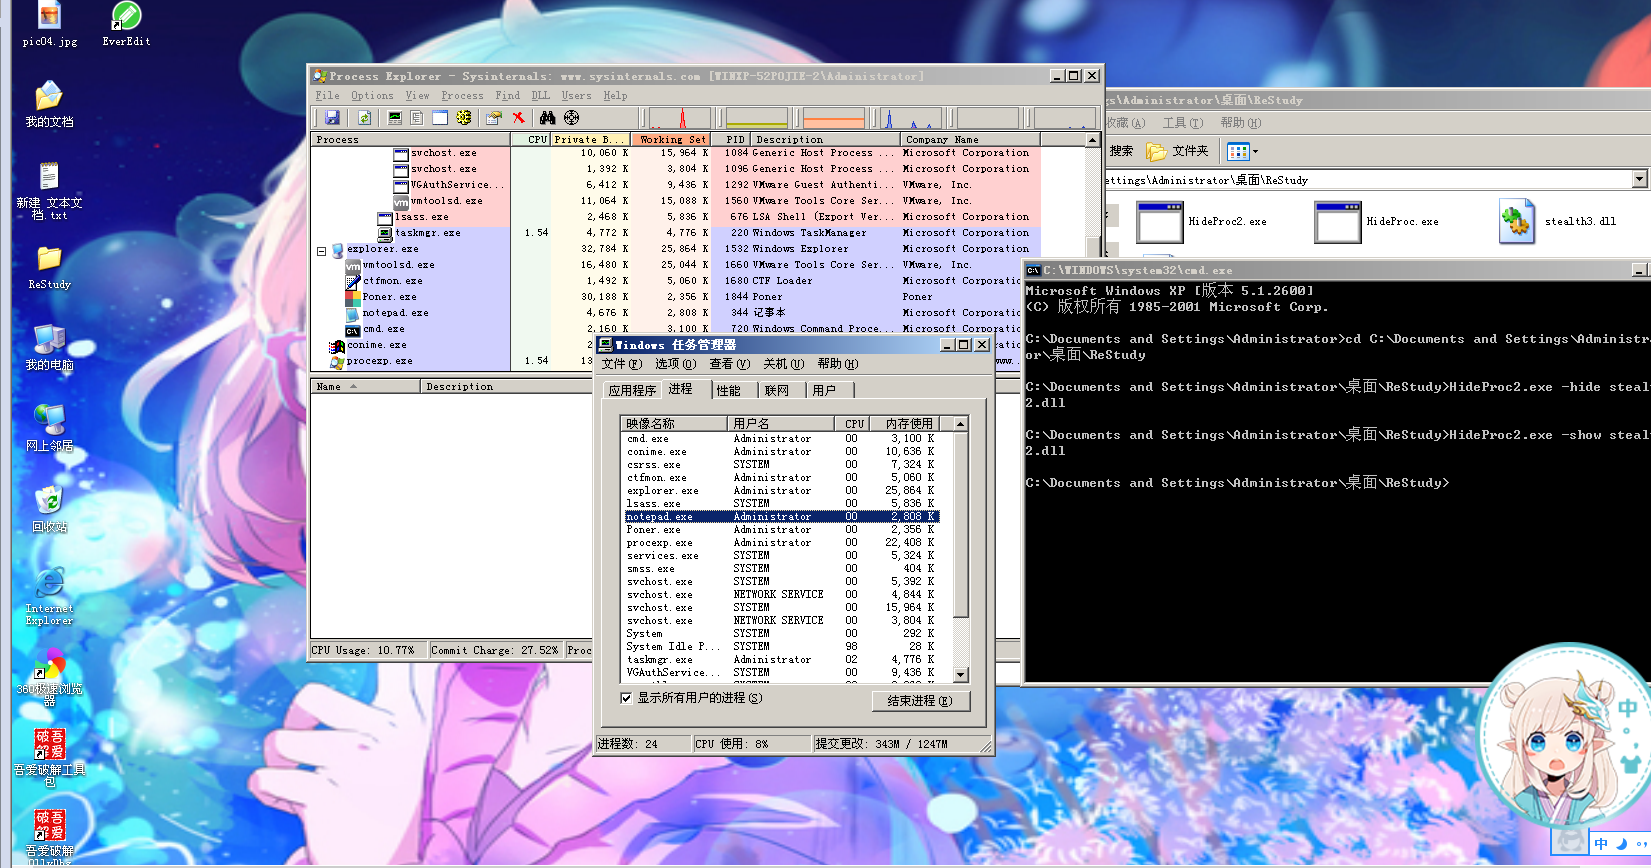 pic04.jpg
EverEdit
我的文档
新建 文本文
档.txt
ReStudy
我的电脑
网上邻居
回收站
Internet
Explorer
360极速浏览
器
吾爱破解工具
包
吾爱破解
OllyDbg
Process Explorer - Sysinternals: www.sysinternals.com [WINXP-52POJIE-2\Administrator]
File Options View Process Find DLL Users Help
Process CPU Private B... Working Set PID Description Company Name
svchost.exe 10,060 K 15,964 K 1084 Generic Host Process ... Microsoft Corporation
svchost.exe 1,392 K 3,804 K 1096 Generic Host Process ... Microsoft Corporation
VGAuthService... 6,412 K 9,436 K 1292 VMware Guest Authenti... VMware, Inc.
vmtoolsd.exe 11,064 K 15,088 K 1560 VMware Tools Core Ser... VMware, Inc.
lsass.exe 2,468 K 5,836 K 676 LSA Shell (Export Ver... Microsoft Corporation
taskmgr.exe 1.54 4,772 K 4,776 K 220 Windows TaskManager Microsoft Corporation
explorer.exe 32,784 K 25,864 K 1532 Windows Explorer Microsoft Corporation
vmtoolsd.exe 16,480 K 25,044 K 1660 VMware Tools Core Ser... VMware, Inc.
ctfmon.exe 1,492 K 5,060 K 1680 CTF Loader Microsoft Corporation
Poner.exe 30,188 K 2,356 K 1844 Poner Poner
notepad.exe 4,676 K 2,808 K 344 记事本 Microsoft Corporation
cmd.exe 2,160 K 3,100 K 720 Windows Command Proce... Microsoft Corporation
conime.exe 2
procexp.exe 1.54 13 www...
Name Description
CPU Usage: 10.77% Commit Charge: 27.52% Proc
Windows 任务管理器
文件(F) 选项(O) 查看(V) 关机(U) 帮助(H)
应用程序 进程 性能 联网 用户
映像名称 用户名 CPU 内存使用
cmd.exe Administrator 00 3,100 K
conime.exe Administrator 00 10,636 K
csrss.exe SYSTEM 00 7,324 K
ctfmon.exe Administrator 00 5,060 K
explorer.exe Administrator 00 25,864 K
lsass.exe SYSTEM 00 5,836 K
notepad.exe Administrator 00 2,808 K
Poner.exe Administrator 00 2,356 K
procexp.exe Administrator 00 22,408 K
services.exe SYSTEM 00 5,324 K
smss.exe SYSTEM 00 404 K
svchost.exe SYSTEM 00 5,392 K
svchost.exe NETWORK SERVICE 00 4,844 K
svchost.exe SYSTEM 00 15,964 K
svchost.exe NETWORK SERVICE 00 3,804 K
System SYSTEM 00 292 K
System Idle P... SYSTEM 98 28 K
taskmgr.exe Administrator 02 4,776 K
VGAuthService... SYSTEM 00 9,436 K
显示所有用户的进程(S)
结束进程(E)
进程数: 24 CPU 使用: 8% 提交更改: 343M / 1247M
gs\Administrator\桌面\ReStudy
收藏(A) 工具(T) 帮助(H)
搜索 文件夹
ettings\Administrator\桌面\ReStudy
HideProc2.exe HideProc.exe stealth3.dll
C:\WINDOWS\system32\cmd.exe
Microsoft Windows XP [版本 5.1.2600]
(C) 版权所有 1985-2001 Microsoft Corp.
C:\Documents and Settings\Administrator>cd C:\Documents and Settings\Administrat
or\桌面\ReStudy
C:\Documents and Settings\Administrator\桌面\ReStudy>HideProc2.exe -hide steal
2.dll
C:\Documents and Settings\Administrator\桌面\ReStudy>HideProc2.exe -show steal
2.dll
C:\Documents and Settings\Administrator\桌面\ReStudy>
中
中